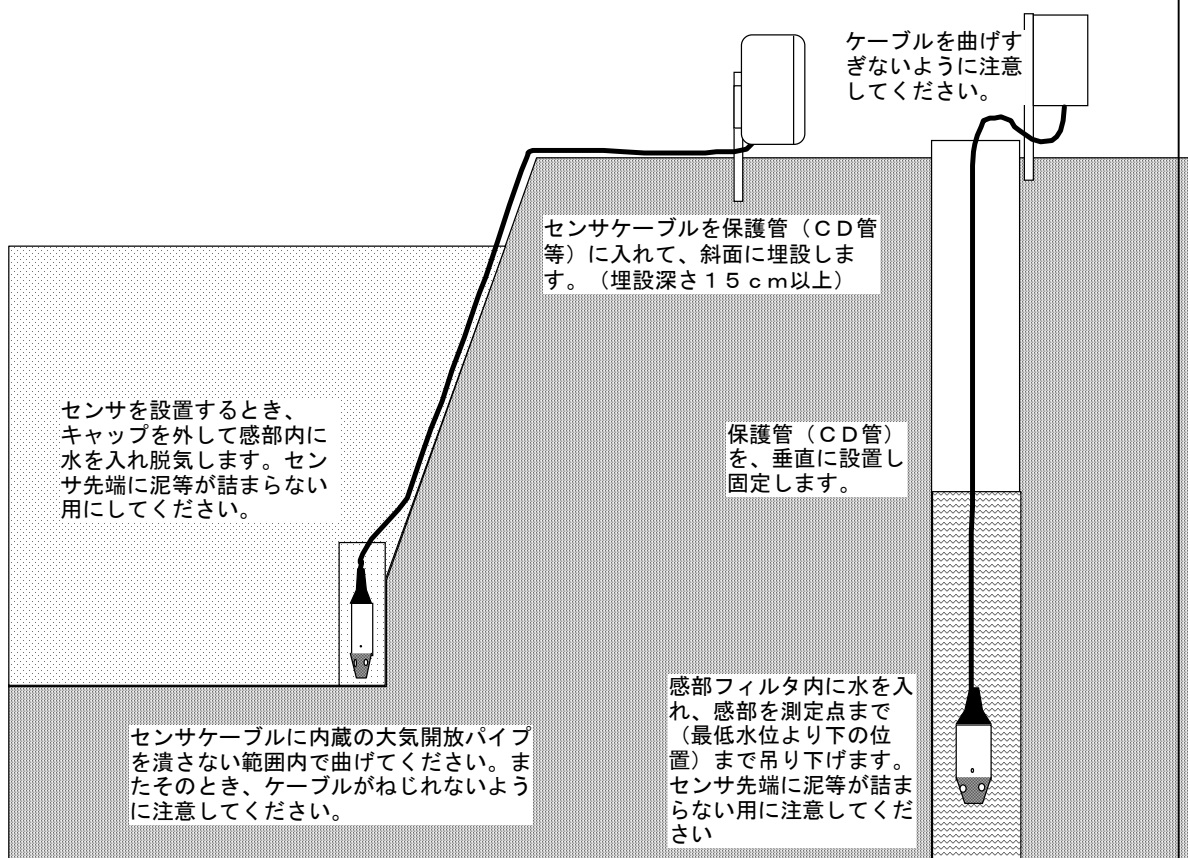 ケーブルを曲げす
ぎないように注意
してください。
センサケーブルを保護管（ＣＤ管
等）に入れて、斜面に埋設しま
す。（埋設深さ１５ｃｍ以上）
センサを設置するとき、
キャップを外して感部内に
水を入れ脱気します。セン
サ先端に泥等が詰まらない
用にしてください。
保護管（ＣＤ管）
を、垂直に設置し
固定します。
センサケーブルに内蔵の大気開放パイプ
を潰さない範囲内で曲げてください。ま
たそのとき、ケーブルがねじれないよう
に注意してください。
感部フィルタ内に水を入
れ、感部を測定点まで
（最低水位より下の位
置）まで吊り下げます。
センサ先端に泥等が詰ま
らない用に注意してくだ
さい